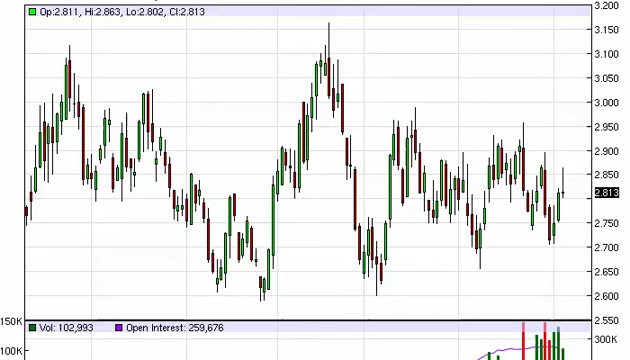 Op:2.811, Hi:2.863, Lo:2.802, Cl:2.813
3.200
3.150
3.100
3.050
3.000
2.950
2.900
2.850
2.813
2.750
2.700
2.650
2.600
2.550
150K
Vol: 102,993 Open Interest: 259,676
300K
100K